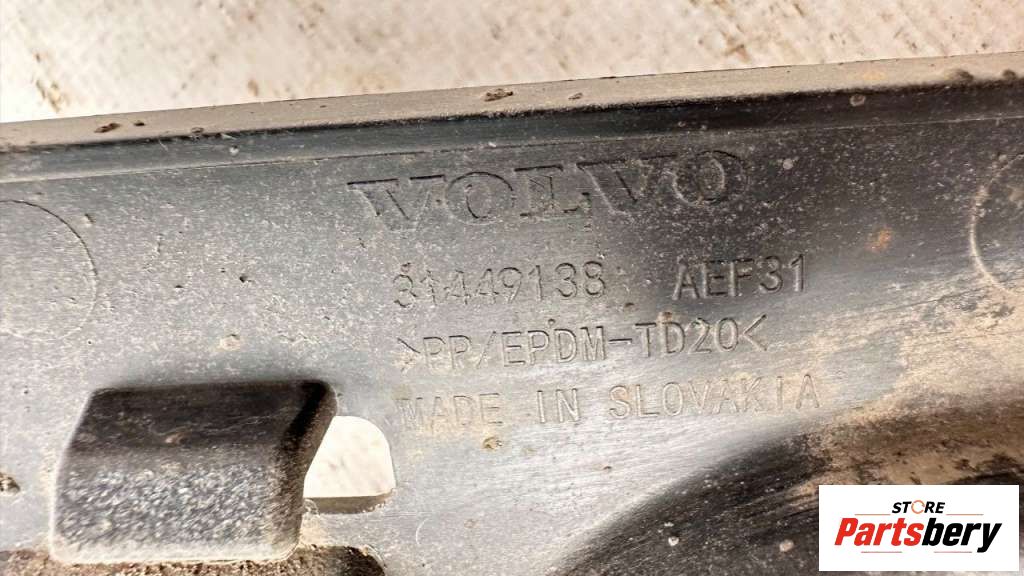 VOLVO
31449138 AEF31
>PP/EPDM-TD20<
MADE IN SLOVAKIA
STORE
Partsbery